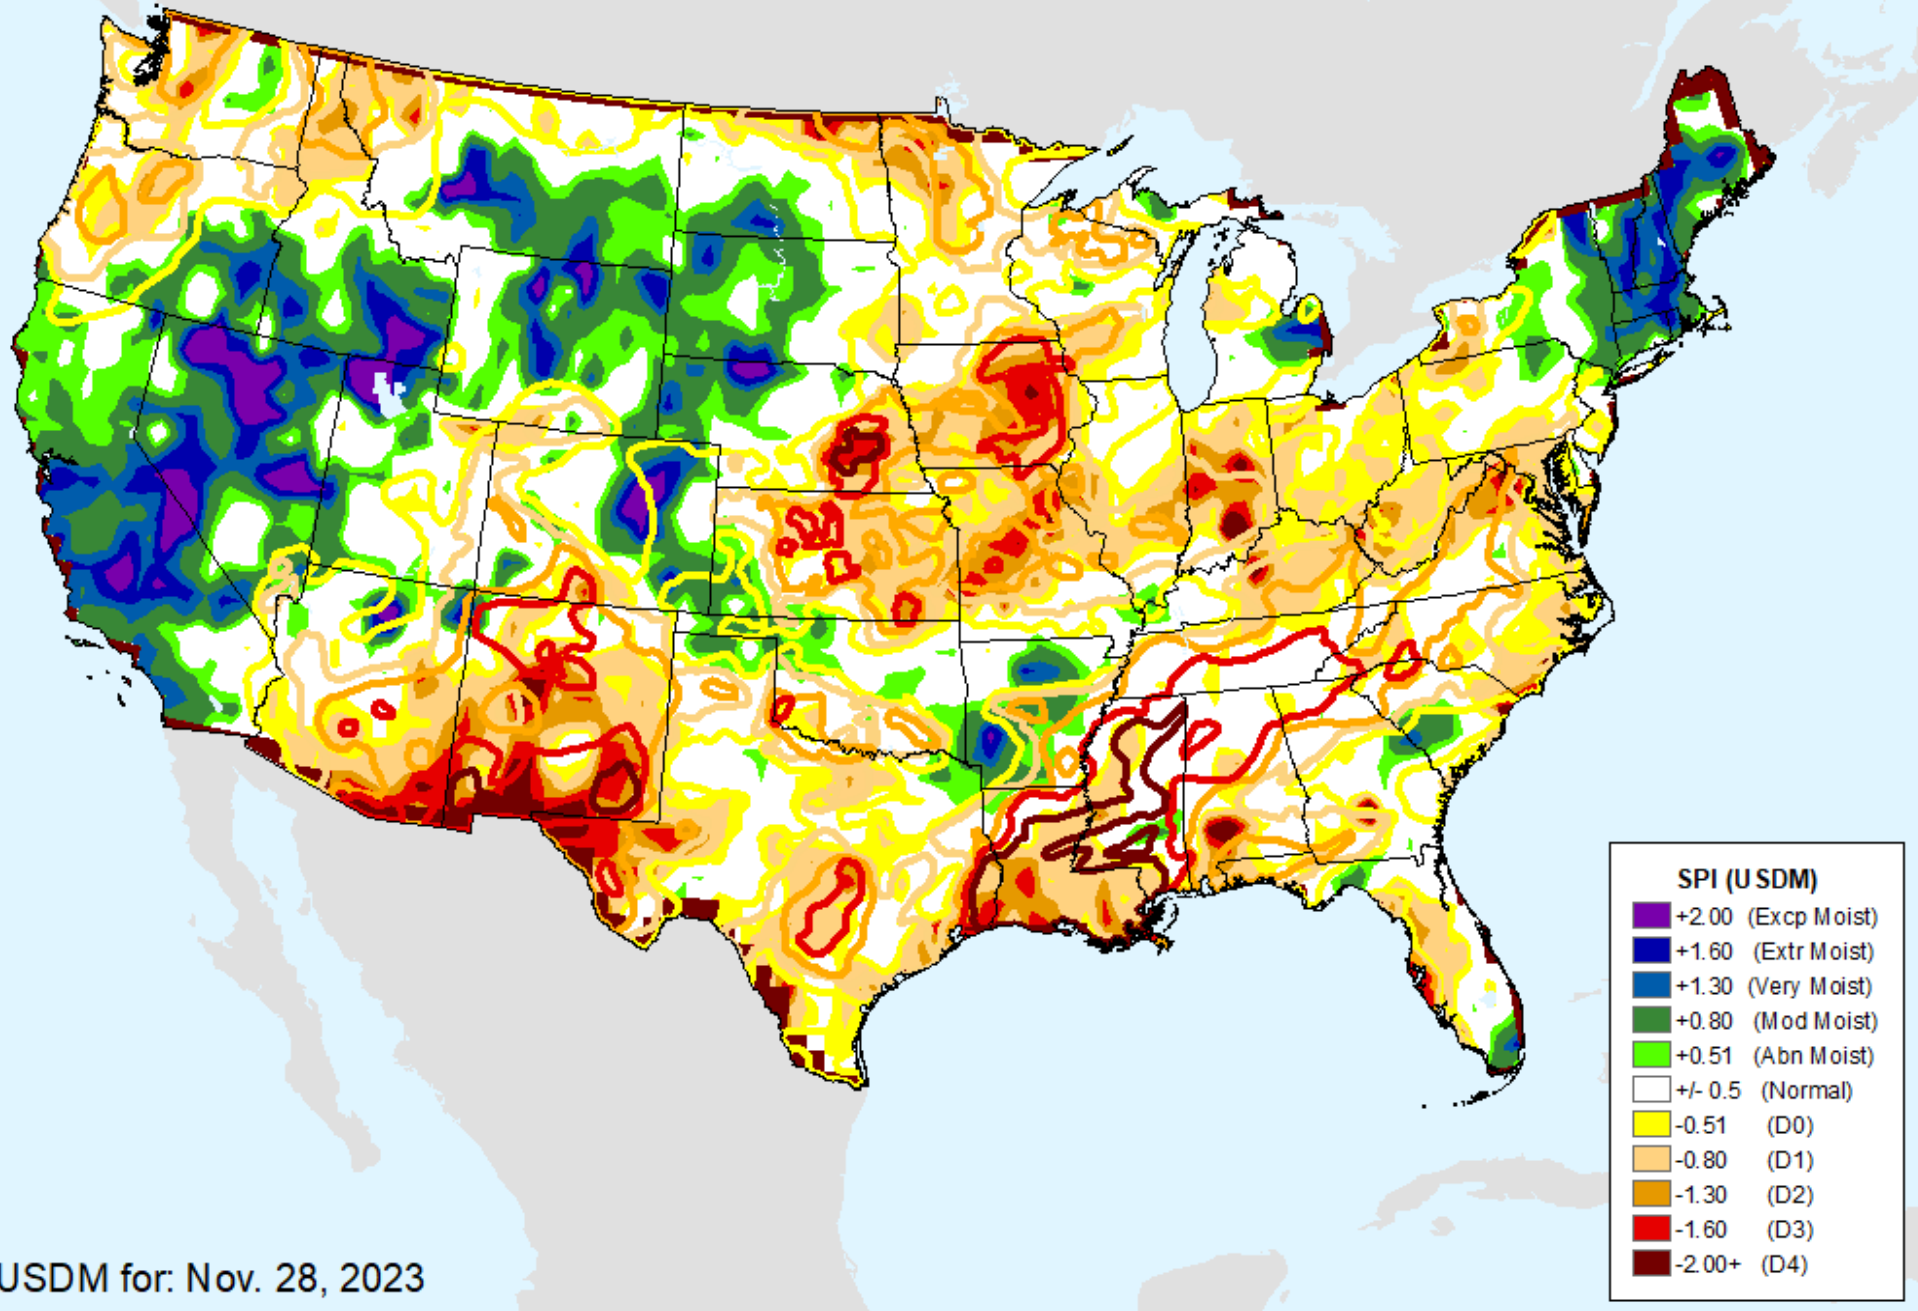 SPI (USDM)
+2.00 (Excp Moist)
+1.60 (Extr Moist)
+1.30 (Very Moist)
+0.80 (Mod Moist)
+0.51 (Abn Moist)
+/- 0.5 (Normal)
-0.51 (D0)
-0.80 (D1)
-1.30 (D2)
-1.60 (D3)
-2.00+ (D4)
USDM for: Nov. 28, 2023